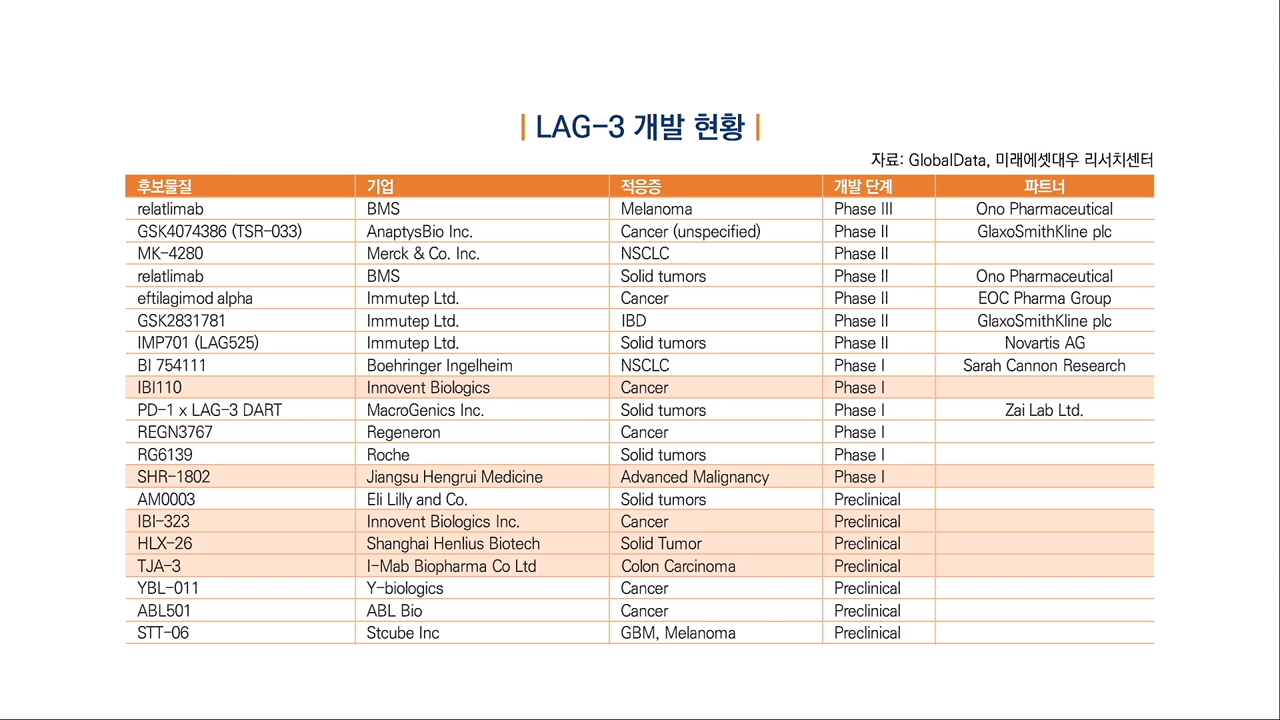 | LAG-3 개발 현황 |
자료: GlobalData, 미래에셋대우 리서치센터
후보물질 기업 적응증 개발 단계 파트너
relatlimab BMS Melanoma Phase III Ono Pharmaceutical
GSK4074386 (TSR-033) AnaptysBio Inc. Cancer (unspecified) Phase II GlaxoSmithKline plc
MK-4280 Merck & Co. Inc. NSCLC Phase II
relatlimab BMS Solid tumors Phase II Ono Pharmaceutical
eftilagimod alpha Immutep Ltd. Cancer Phase II EOC Pharma Group
GSK2831781 Immutep Ltd. IBD Phase II GlaxoSmithKline plc
IMP701 (LAG525) Immutep Ltd. Solid tumors Phase II Novartis AG
BI 754111 Boehringer Ingelheim NSCLC Phase I Sarah Cannon Research
IBI110 Innovent Biologics Cancer Phase I
PD-1 x LAG-3 DART MacroGenics Inc. Solid tumors Phase I Zai Lab Ltd.
REGN3767 Regeneron Cancer Phase I
RG6139 Roche Solid tumors Phase I
SHR-1802 Jiangsu Hengrui Medicine Advanced Malignancy Phase I
AM0003 Eli Lilly and Co. Solid tumors Preclinical
IBI-323 Innovent Biologics Inc. Cancer Preclinical
HLX-26 Shanghai Henlius Biotech Solid Tumor Preclinical
TJA-3 I-Mab Biopharma Co Ltd Colon Carcinoma Preclinical
YBL-011 Y-biologics Cancer Preclinical
ABL501 ABL Bio Cancer Preclinical
STT-06 Stcube Inc GBM, Melanoma Preclinical